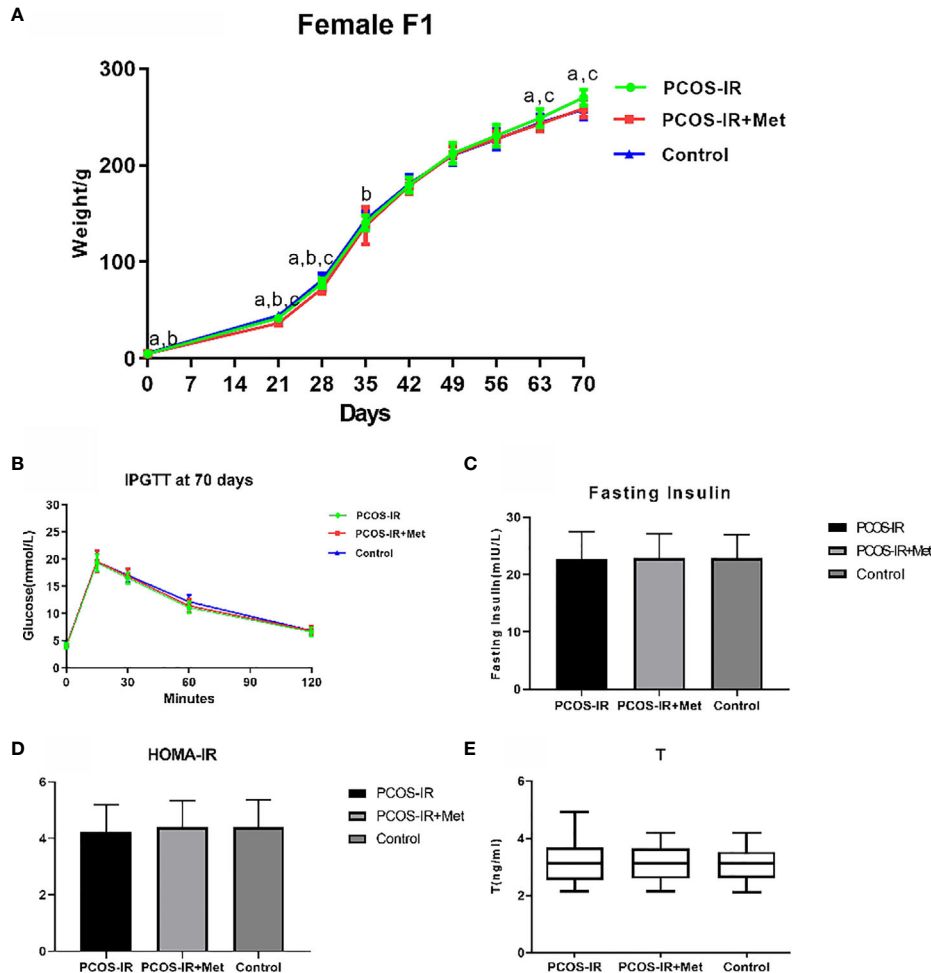 A
Female F1
300
200
100
0
Weight/g
a,b
a,b,c
a,b,c
b
a,c
a,c
0 7 14 21 28 35 42 49 56 63 70
Days
PCOS-IR
PCOS-IR+Met
Control
B
IPGTT at 70 days
30
25
20
15
10
5
0
Glucose(mmol/L)
0 30 60 90 120
Minutes
PCOS-IR
PCOS-IR+Met
Control
C
Fasting Insulin
30
20
10
0
Fasting Insulin(mIU/L)
PCOS-IR PCOS-IR+Met Control
PCOS-IR
PCOS-IR+Met
Control
D
HOMA-IR
6
4
2
0
PCOS-IR PCOS-IR+Met Control
PCOS-IR
PCOS-IR+Met
Control
E
T
6
4
2
0
T(ng/ml)
PCOS-IR PCOS-IR+Met Control